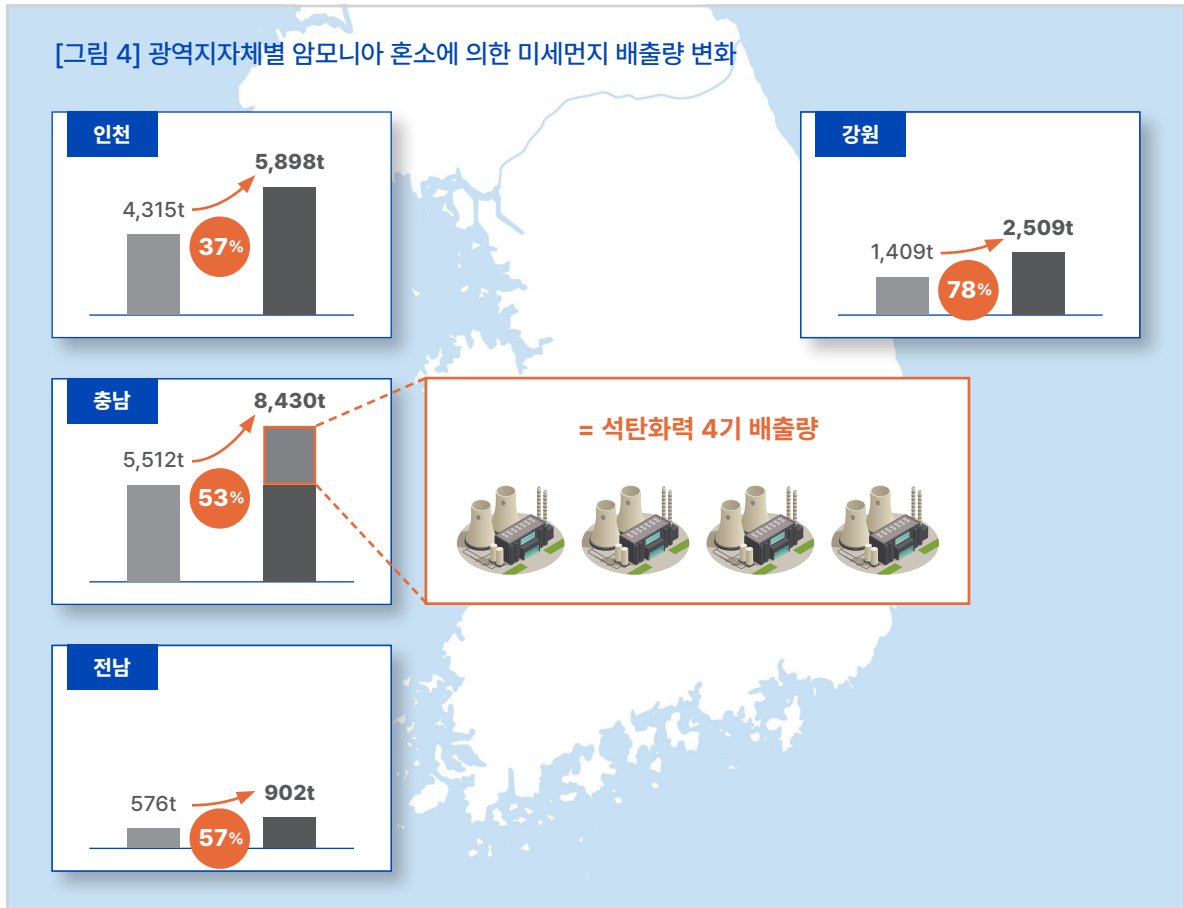 [그림 4] 광역지자체별 암모니아 혼소에 의한 미세먼지 배출량 변화
인천
4,315t
5,898t
37%
강원
1,409t
2,509t
78%
충남
5,512t
8,430t
53%
= 석탄화력 4기 배출량
전남
576t
902t
57%